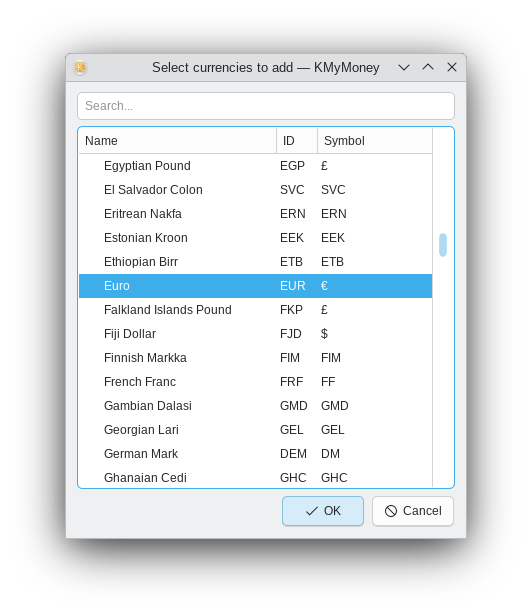 Select currencies to add — KMyMoney
Search...
Name ID Symbol
Egyptian Pound EGP £
El Salvador Colon SVC SVC
Eritrean Nakfa ERN ERN
Estonian Kroon EEK EEK
Ethiopian Birr ETB ETB
Euro EUR €
Falkland Islands Pound FKP £
Fiji Dollar FJD $
Finnish Markka FIM FIM
French Franc FRF FF
Gambian Dalasi GMD GMD
Georgian Lari GEL GEL
German Mark DEM DM
Ghanaian Cedi GHC GHC
OK Cancel